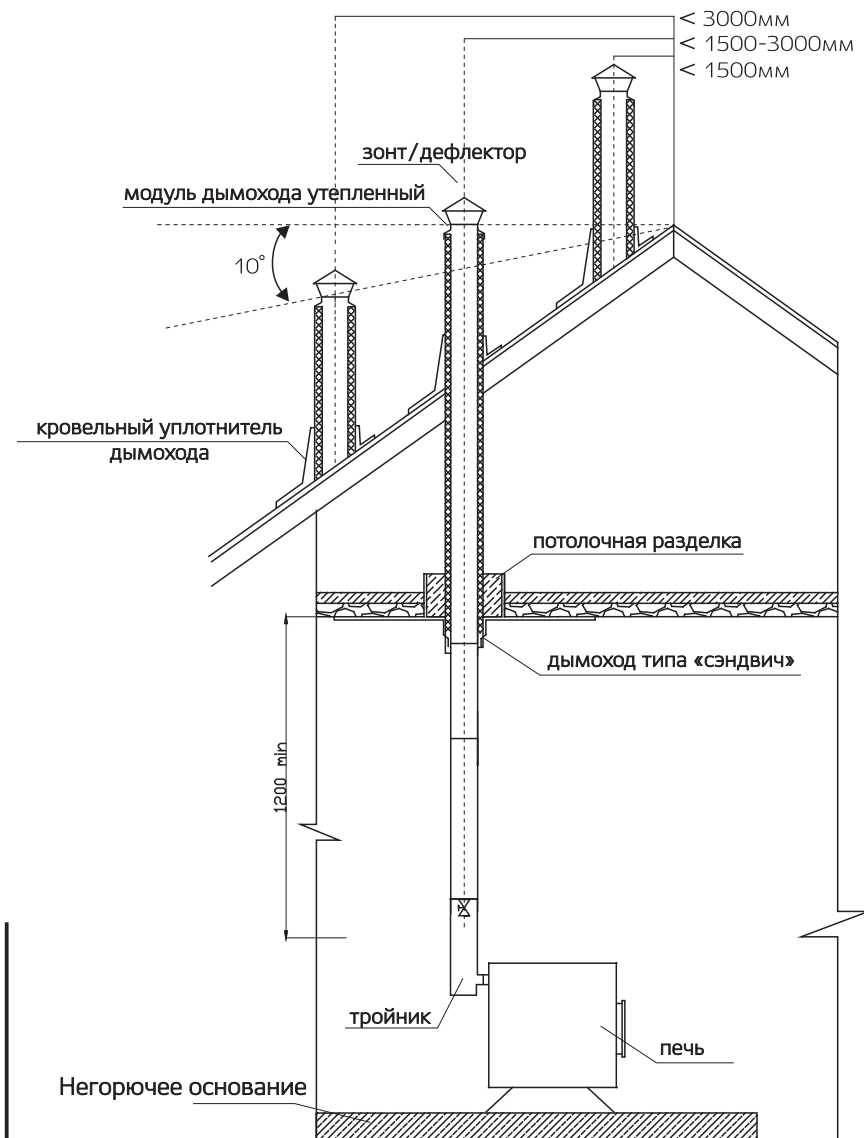 < 3000мм
< 1500-3000мм
< 1500мм
зонт/дефлектор
модуль дымохода утепленный
10°
кровельный уплотнитель
дымохода
потолочная разделка
дымоход типа «сэндвич»
1200 min
тройник
печь
Негорючее основание